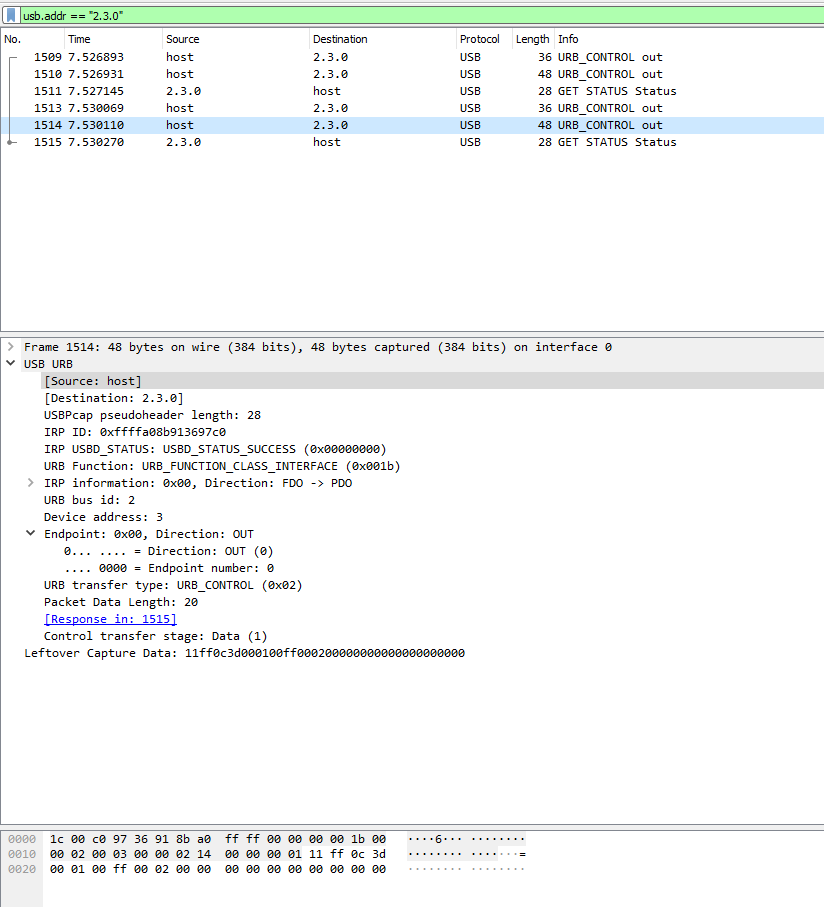 usb.addr == "2.3.0"
No. Time Source Destination Protocol Length Info
1509 7.526893 host 2.3.0 USB 36 URB_CONTROL out
1510 7.526931 host 2.3.0 USB 48 URB_CONTROL out
1511 7.527145 2.3.0 host USB 28 GET STATUS Status
1513 7.530069 host 2.3.0 USB 36 URB_CONTROL out
1514 7.530110 host 2.3.0 USB 48 URB_CONTROL out
1515 7.530270 2.3.0 host USB 28 GET STATUS Status
Frame 1514: 48 bytes on wire (384 bits), 48 bytes captured (384 bits) on interface 0
USB URB
[Source: host]
[Destination: 2.3.0]
USBPcap pseudoheader length: 28
IRP ID: 0xffffa08b913697c0
IRP USBD_STATUS: USBD_STATUS_SUCCESS (0x00000000)
URB Function: URB_FUNCTION_CLASS_INTERFACE (0x001b)
IRP information: 0x00, Direction: FDO -> PDO
URB bus id: 2
Device address: 3
Endpoint: 0x00, Direction: OUT
0... .... = Direction: OUT (0)
.... 0000 = Endpoint number: 0
URB transfer type: URB_CONTROL (0x02)
Packet Data Length: 20
[Response in: 1515]
Control transfer stage: Data (1)
Leftover Capture Data: 11ff0c3d000100ff000200000000000000000000
0000 1c 00 c0 97 36 91 8b a0 ff ff 00 00 00 00 1b 00 ····6··· ········
0010 00 02 00 03 00 00 02 14 00 00 00 01 11 ff 0c 3d ········ ·······=
0020 00 01 00 ff 00 02 00 00 00 00 00 00 00 00 00 00 ········ ········